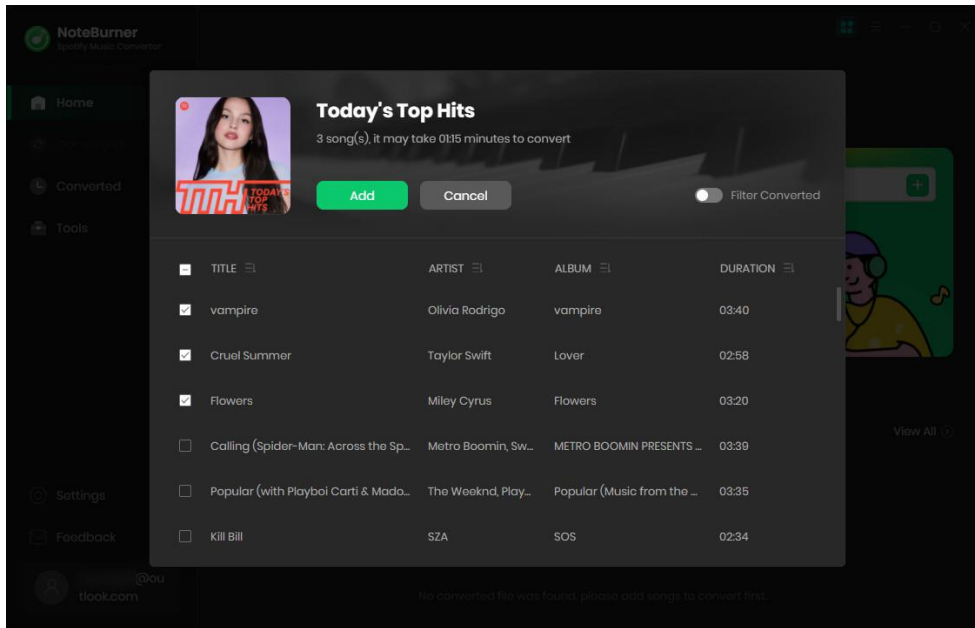 NoteBurner
Spotify Music Converter
Home
Converted
Tools
Settings
Feedback
@ou
tlook.com
TODAY'S
TOP
HITS
Today's Top Hits
3 song(s), it may take 01:15 minutes to convert
Add Cancel Filter Converted
TITLE ARTIST ALBUM DURATION
vampire Olivia Rodrigo vampire 03:40
Cruel Summer Taylor Swift Lover 02:58
Flowers Miley Cyrus Flowers 03:20
Calling (Spider-Man: Across the Sp... Metro Boomin, Sw... METRO BOOMIN PRESENTS ... 03:39
Popular (with Playboi Carti & Mado... The Weeknd, Play... Popular (Music from the ... 03:35
Kill Bill SZA SOS 02:34
View All
No converted file was found, please add songs to convert first.